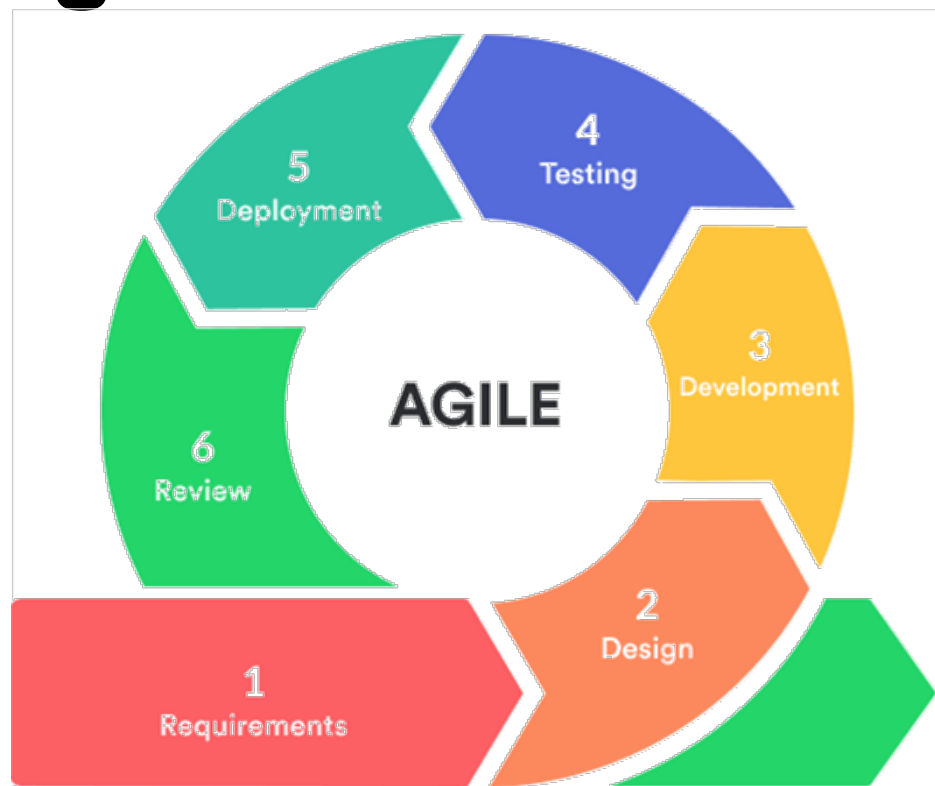 AGILE
1
Requirements
2
Design
3
Development
4
Testing
5
Deployment
6
Review